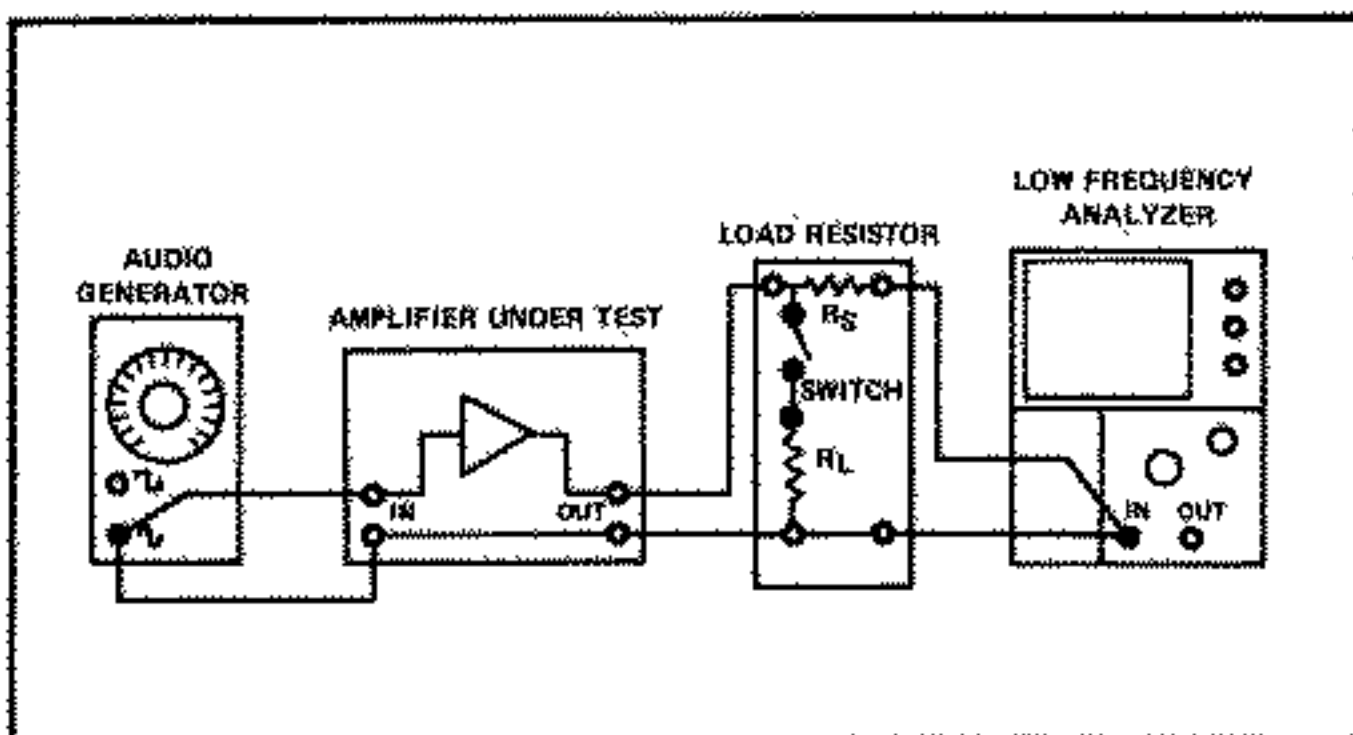 AUDIO
GENERATOR
AMPLIFIER UNDER TEST
IN
OUT
LOAD RESISTOR
RS
SWITCH
RL
LOW FREQUENCY
ANALYZER
IN
OUT